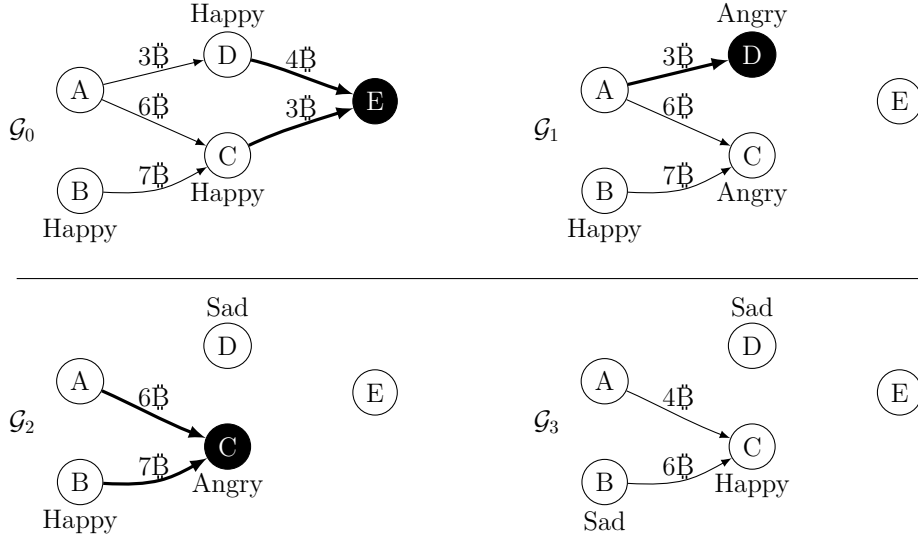 Happy
D
3₿
4₿
A
E
6₿
3₿
𝒢₀
C
7₿
B
Happy
Happy
Angry
D
3₿
A
E
6₿
𝒢₁
C
7₿
B
Angry
Happy
Sad
D
A
6₿
E
𝒢₂
C
7₿
B
Angry
Happy
Sad
D
A
4₿
E
𝒢₃
C
6₿
B
Happy
Sad